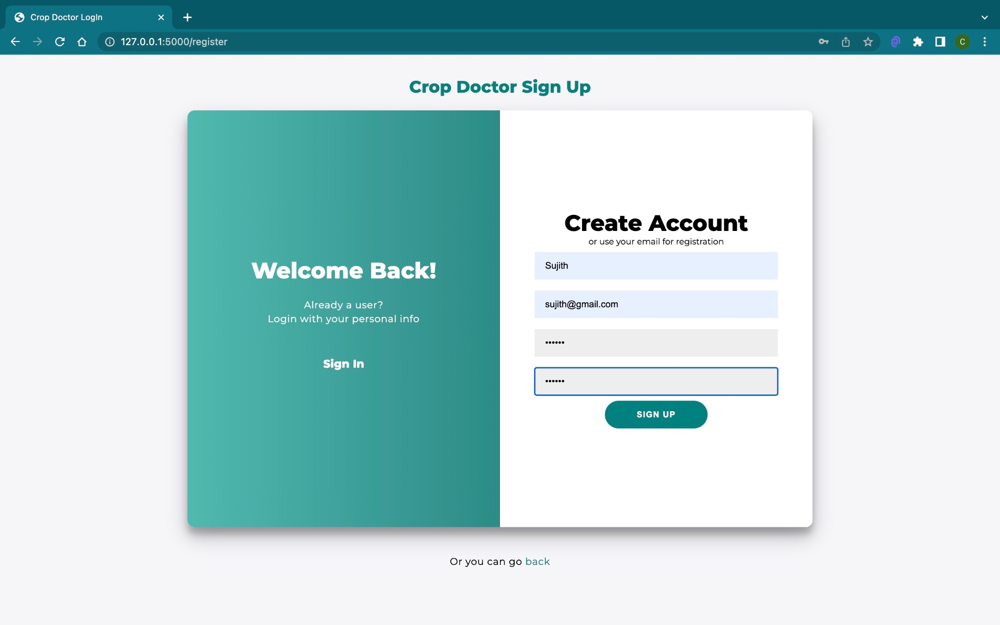 Crop Doctor LogIn
127.0.0.1:5000/register
C
Crop Doctor Sign Up
Welcome Back!
Already a user?
Login with your personal info
Sign In
Create Account
or use your email for registration
Sujith
sujith@gmail.com
••••••
••••••
SIGN UP
Or you can go back